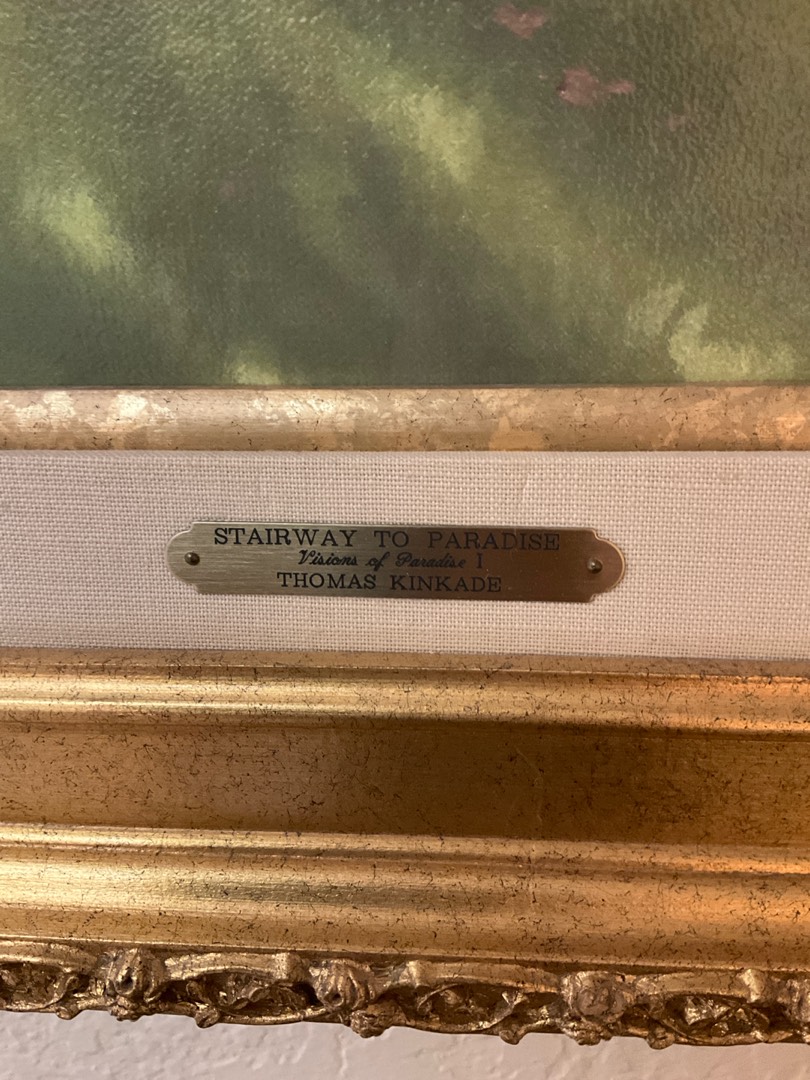 STAIRWAY TO PARADISE
Visions of Paradise I
THOMAS KINKADE